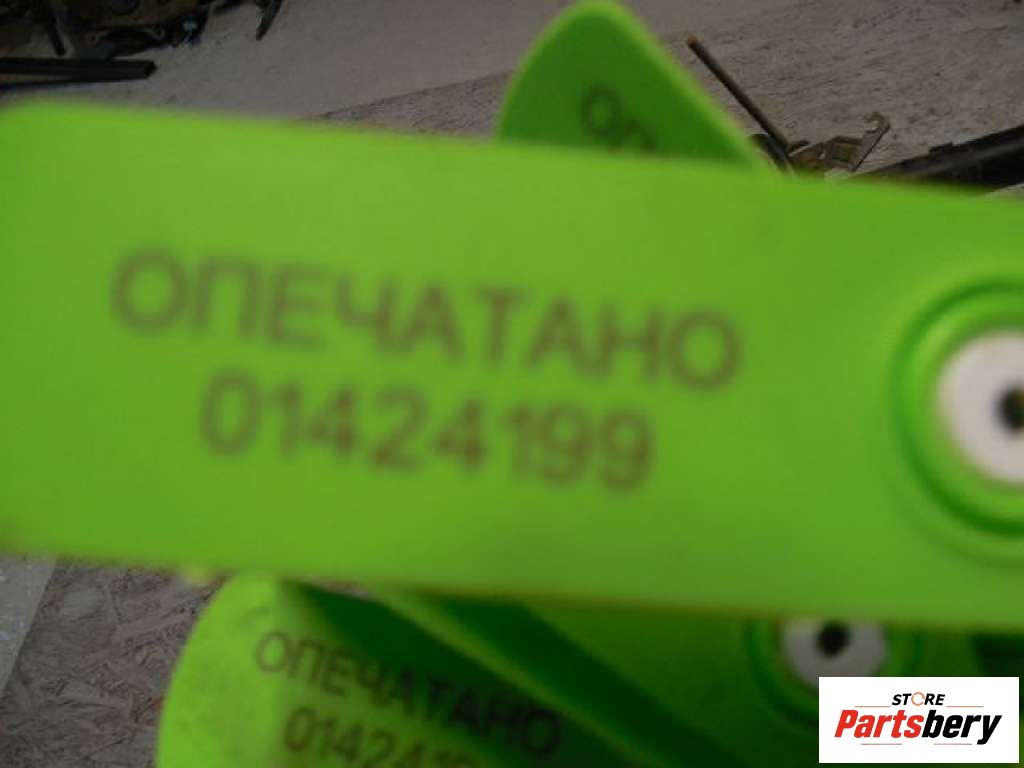 ОПЕЧАТАНО
01424199
ОПЕЧАТАНО
STORE
Partsbery